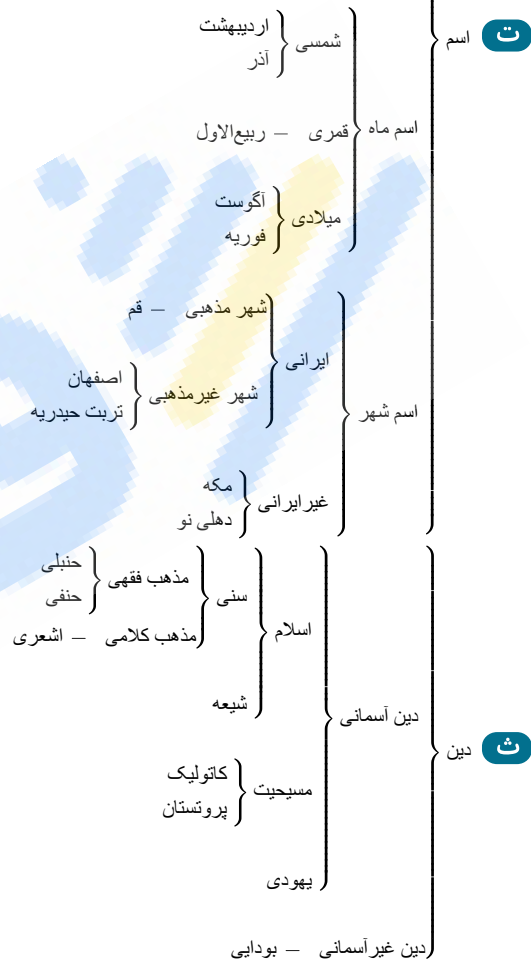 ت اسم
اسم ماه
شمسی
اردیبهشت
آذر
قمری – ربیع‌الاول
میلادی
آگوست
فوریه
اسم شهر
ایرانی
شهر مذهبی – قم
شهر غیرمذهبی
اصفهان
تربت حیدریه
غیرایرانی
مکه
دهلی نو
ث دین
دین آسمانی
اسلام
سنی
مذهب فقهی
حنبلی
حنفی
مذهب کلامی – اشعری
شیعه
مسیحیت
کاتولیک
پروتستان
یهودی
دین غیرآسمانی – بودایی